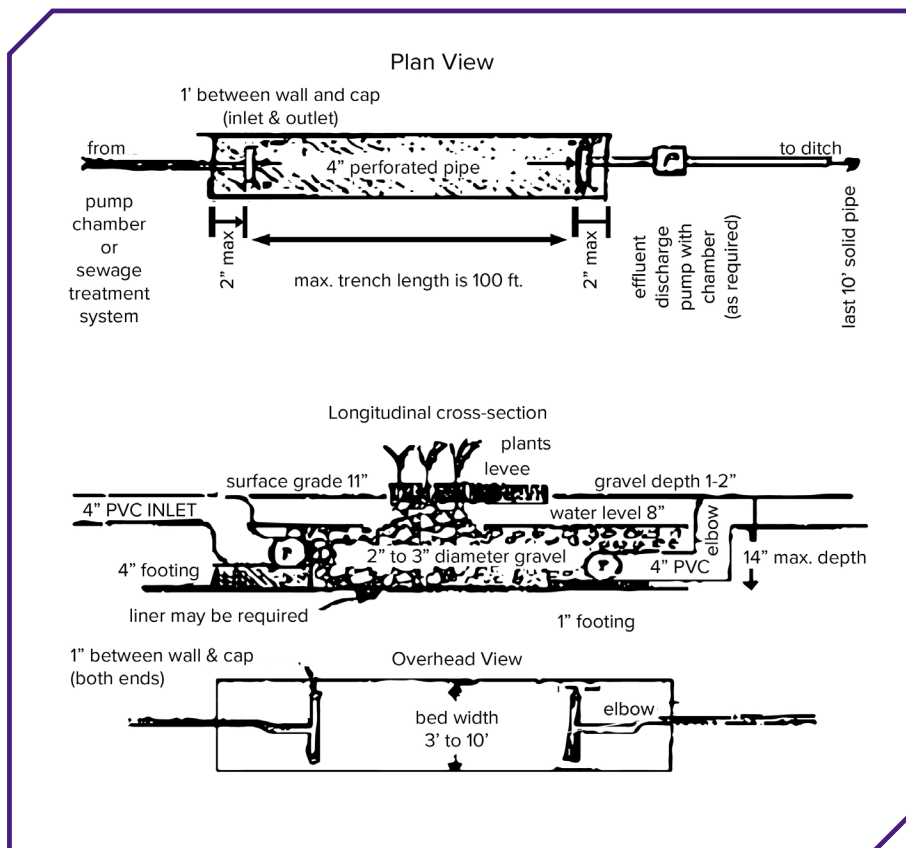 Plan View
1’ between wall and cap
(inlet & outlet)
from
4” perforated pipe
to ditch
pump
chamber
or
sewage
treatment
system
2” max
max. trench length is 100 ft.
2” max
effluent
discharge
pump with
chamber
(as required)
last 10’ solid pipe
Longitudinal cross-section
plants
levee
surface grade 11”
gravel depth 1-2”
4” PVC INLET
water level 8”
elbow
2” to 3” diameter gravel
4” PVC
14” max. depth
4” footing
liner may be required
1” footing
1” between wall & cap
(both ends)
Overhead View
bed width
3’ to 10’
elbow